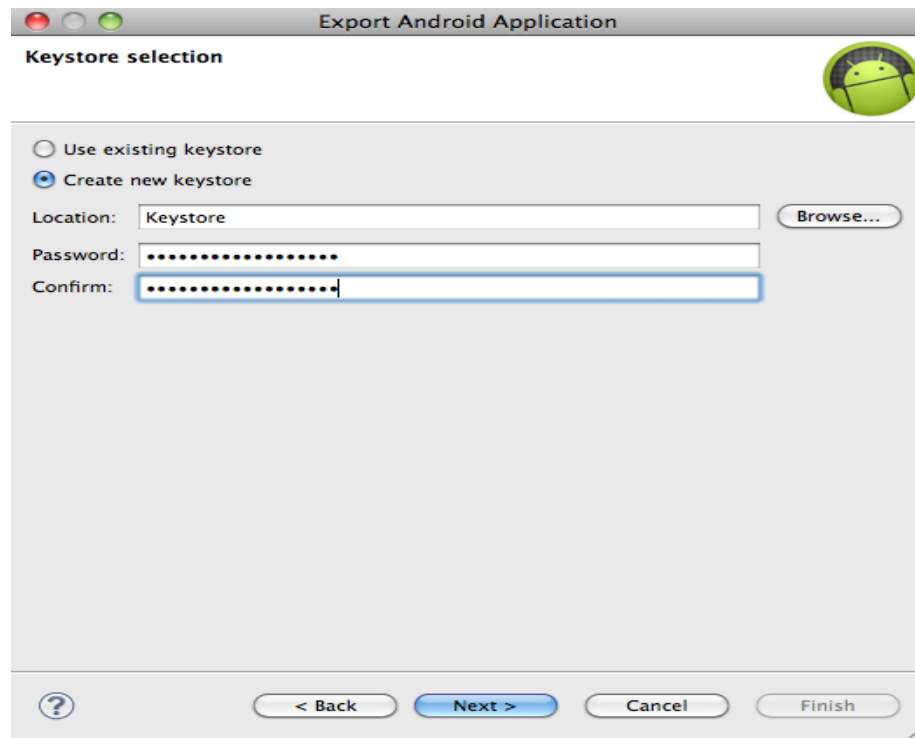 Export Android Application
Keystore selection
Use existing keystore
Create new keystore
Location: Keystore Browse...
Password: ••••••••••••••••••
Confirm: ••••••••••••••••••
? < Back Next > Cancel Finish